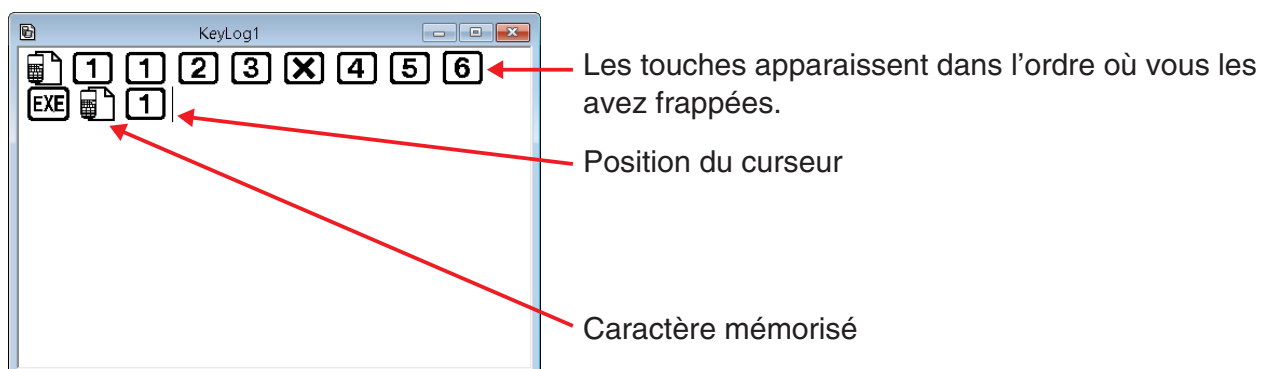 KeyLog1
1 1 2 3 X 4 5 6
EXE 1
Les touches apparaissent dans l'ordre où vous les
avez frappées.
Position du curseur
Caractère mémorisé